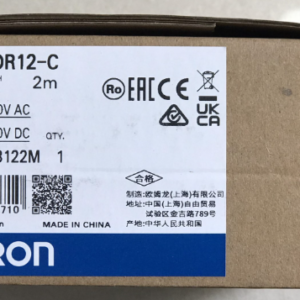 DR12-C
2m
Ro EAC CE
0V AC
0V DC QTY.
3122M 1
UK CA
合格
制造:欧姆龙(上海)有限公司
地址:中国(上海)自由贸易
试验区金吉路789号
产地:中华人民共和国
710
MADE IN CHINA
RON